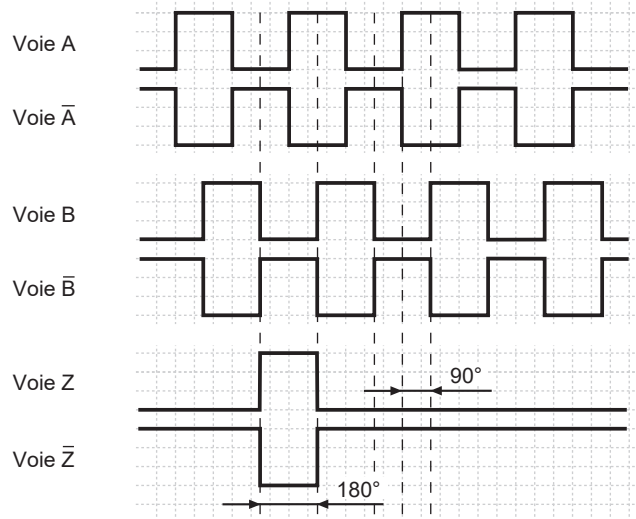 Voie A
Voie A̅
Voie B
Voie B̅
Voie Z
90°
Voie Z̅
180°